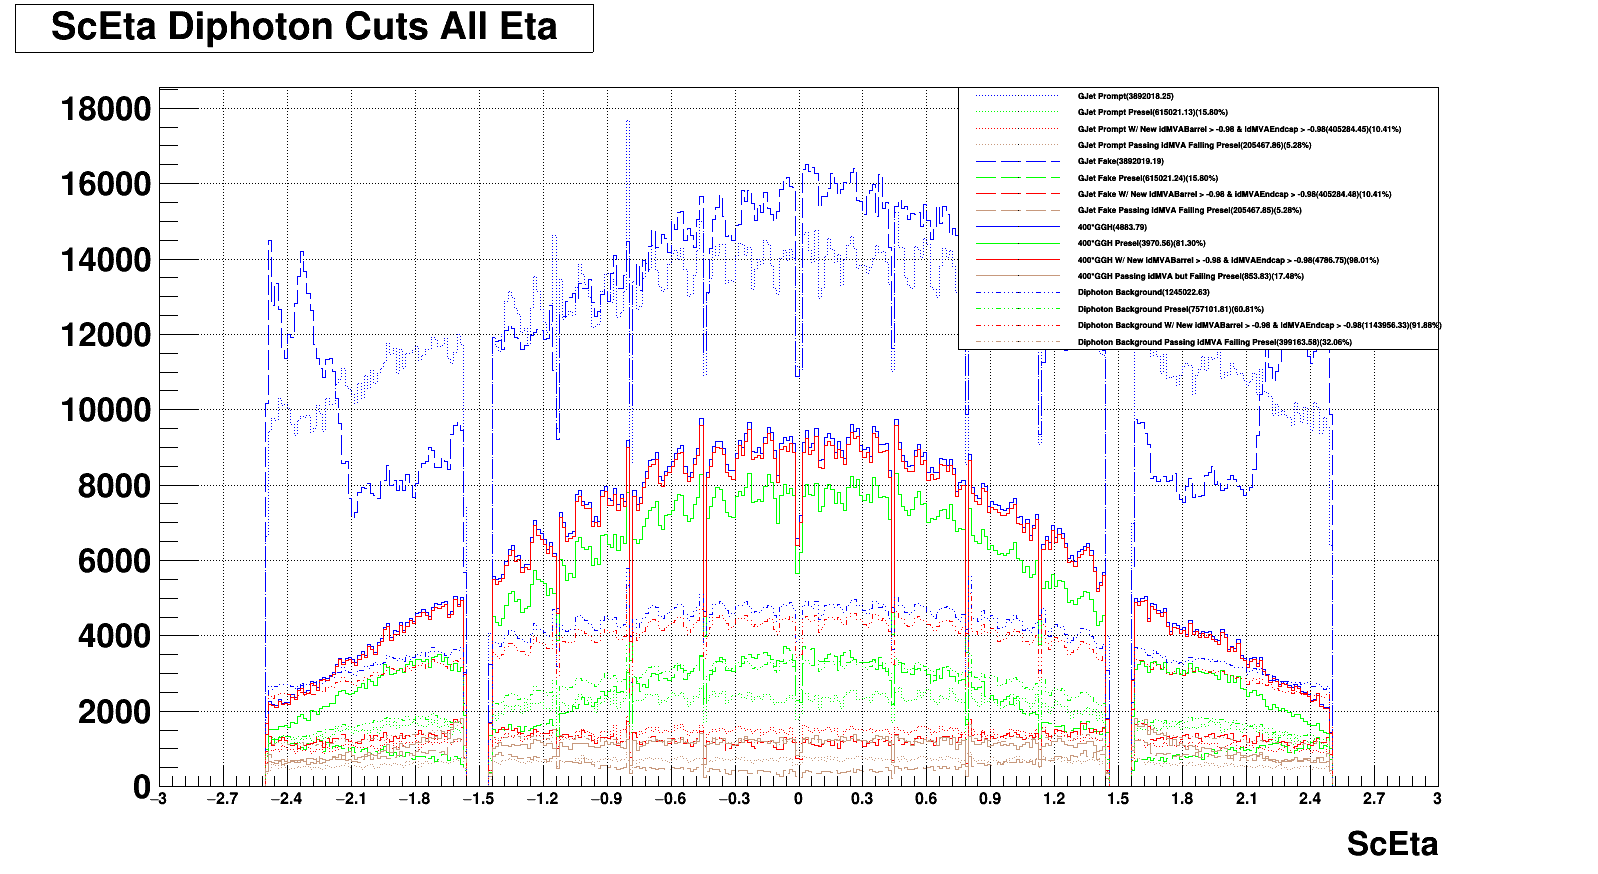 ScEta Diphoton Cuts All Eta
GJet Prompt(3892018.25)
GJet Prompt Presel(615021.13)(15.80%)
GJet Prompt W/ New idMVABarrel > -0.98 & idMVAEndcap > -0.98(405284.45)(10.41%)
GJet Prompt Passing idMVA Failing Presel(205467.86)(5.28%)
GJet Fake(3892019.19)
GJet Fake Presel(615021.24)(15.80%)
GJet Fake W/ New idMVABarrel > -0.98 & idMVAEndcap > -0.98(405284.48)(10.41%)
GJet Fake Passing idMVA Failing Presel(205467.85)(5.28%)
400*GGH(4883.79)
400*GGH Presel(3970.56)(81.30%)
400*GGH W/ New idMVABarrel > -0.98 & idMVAEndcap > -0.98(4786.75)(98.01%)
400*GGH Passing idMVA but Failing Presel(853.83)(17.48%)
Diphoton Background(1245022.63)
Diphoton Background Presel(757101.81)(60.81%)
Diphoton Background W/ New idMVABarrel > -0.98 & idMVAEndcap > -0.98(1143956.33)(91.88%)
Diphoton Background Passing idMVA Failing Presel(399163.58)(32.06%)
18000
16000
14000
12000
10000
8000
6000
4000
2000
0
−3 −2.7 −2.4 −2.1 −1.8 −1.5 −1.2 −0.9 −0.6 −0.3 0 0.3 0.6 0.9 1.2 1.5 1.8 2.1 2.4 2.7 3
ScEta